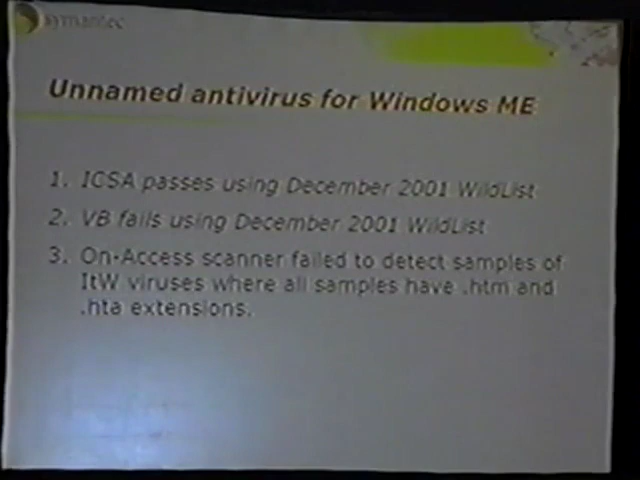 symantec
Unnamed antivirus for Windows ME
1. ICSA passes using December 2001 WildList
2. VB fails using December 2001 WildList
3. On-Access scanner failed to detect samples of
ItW viruses where all samples have .htm and
.hta extensions.